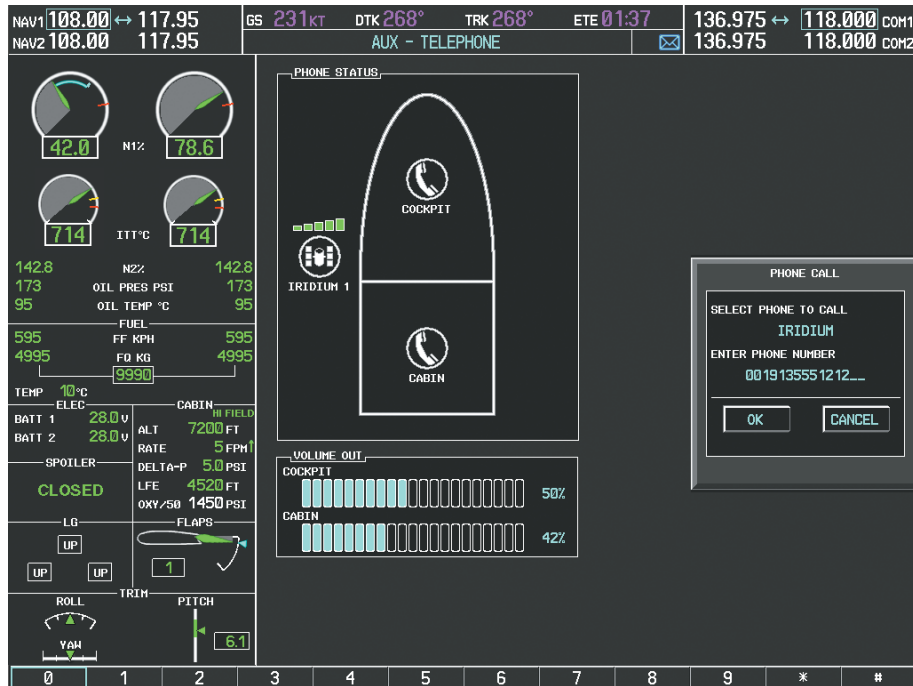 NAV1 108.00 ↔ 117.95 GS 231KT DTK 268° TRK 268° ETE 01:37 136.975 ↔ 118.000 COM1
NAV2 108.00 117.95 AUX - TELEPHONE 136.975 118.000 COM2
42.0 N1% 78.6
714 ITT°C 714
142.8 N2% 142.8
173 OIL PRES PSI 173
95 OIL TEMP °C 95
FUEL
595 FF KPH 595
4995 FQ KG 4995
9990
TEMP 10°C
ELEC
BATT 1 28.0 V
BATT 2 28.0 V
CABIN
HI FIELD
ALT 7200 FT
RATE 5 FPM↑
DELTA-P 5.0 PSI
LFE 4520 FT
OXY/50 1450 PSI
SPOILER
CLOSED
LG
UP
UP UP
FLAPS
1
TRIM
ROLL PITCH
YAW 6.1
PHONE STATUS
COCKPIT
IRIDIUM 1
CABIN
VOLUME OUT
COCKPIT
50%
CABIN
42%
PHONE CALL
SELECT PHONE TO CALL
IRIDIUM
ENTER PHONE NUMBER
0019135551212__
OK CANCEL
0 1 2 3 4 5 6 7 8 9 * #